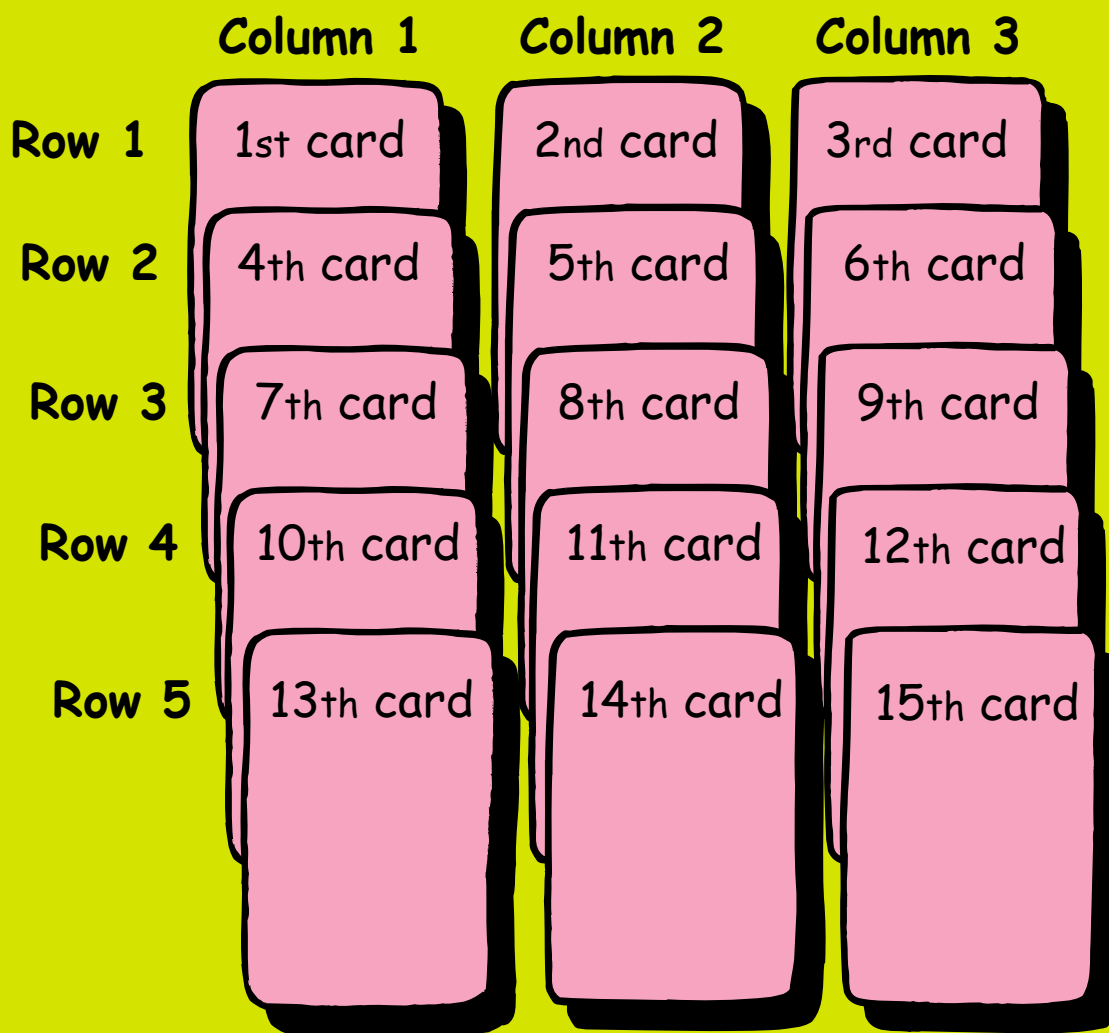 Column 1 Column 2 Column 3
Row 1 1st card 2nd card 3rd card
Row 2 4th card 5th card 6th card
Row 3 7th card 8th card 9th card
Row 4 10th card 11th card 12th card
Row 5 13th card 14th card 15th card